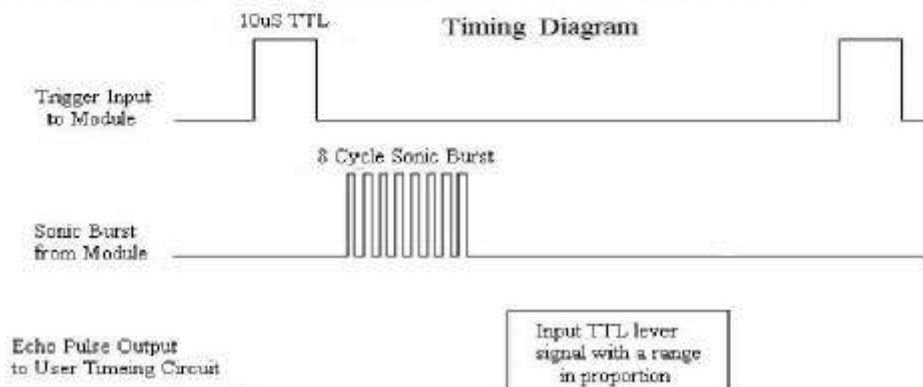 10uS TTL
Timing Diagram
Trigger Input
to Module
8 Cycle Sonic Burst
Sonic Burst
from Module
Echo Pulse Output
to User Timeing Circuit
Input TTL lever
signal with a range
in proportion